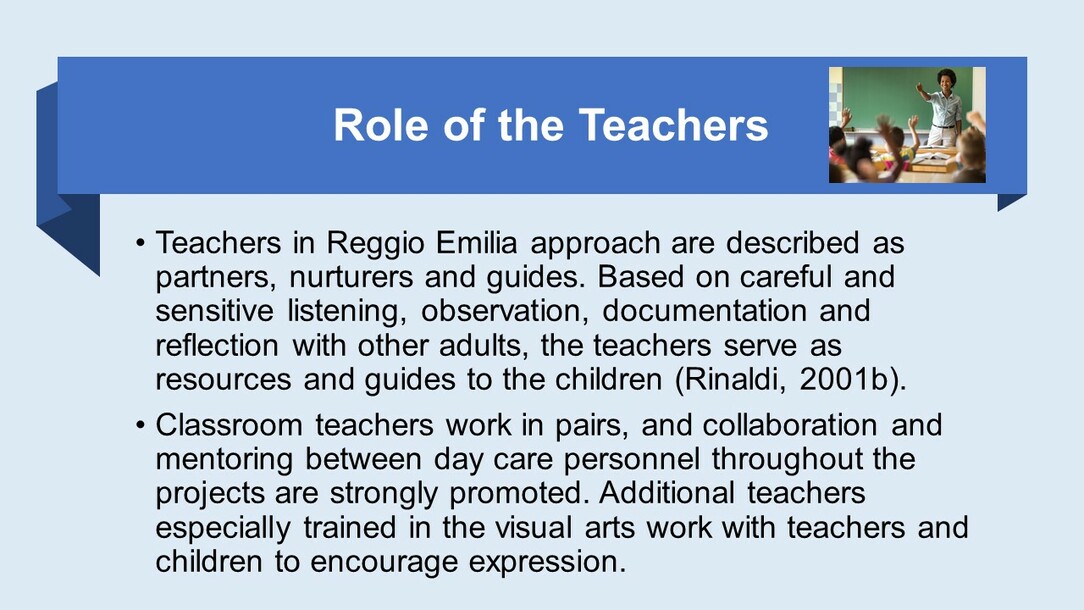 Role of the Teachers
• Teachers in Reggio Emilia approach are described as
partners, nurturers and guides. Based on careful and
sensitive listening, observation, documentation and
reflection with other adults, the teachers serve as
resources and guides to the children (Rinaldi, 2001b).
• Classroom teachers work in pairs, and collaboration and
mentoring between day care personnel throughout the
projects are strongly promoted. Additional teachers
especially trained in the visual arts work with teachers and
children to encourage expression.